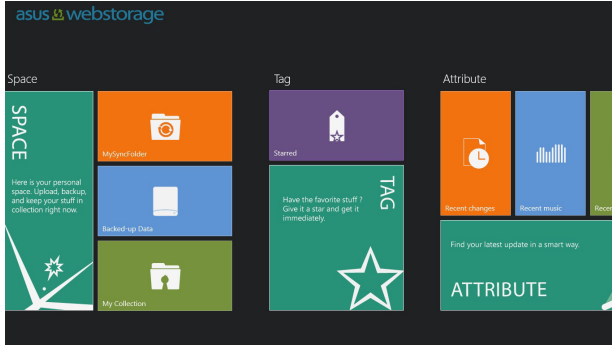 asus webstorage
Space
SPACE
Here is your personal
space. Upload, backup,
and keep your stuff in
collection right now.
MySyncFolder
Backed-up Data
My Collection
Tag
Starred
TAG
Have the favorite stuff ?
Give it a star and get it
immediately.
Attribute
Recent changes
Recent music
Recen
Find your latest update in a smart way.
ATTRIBUTE